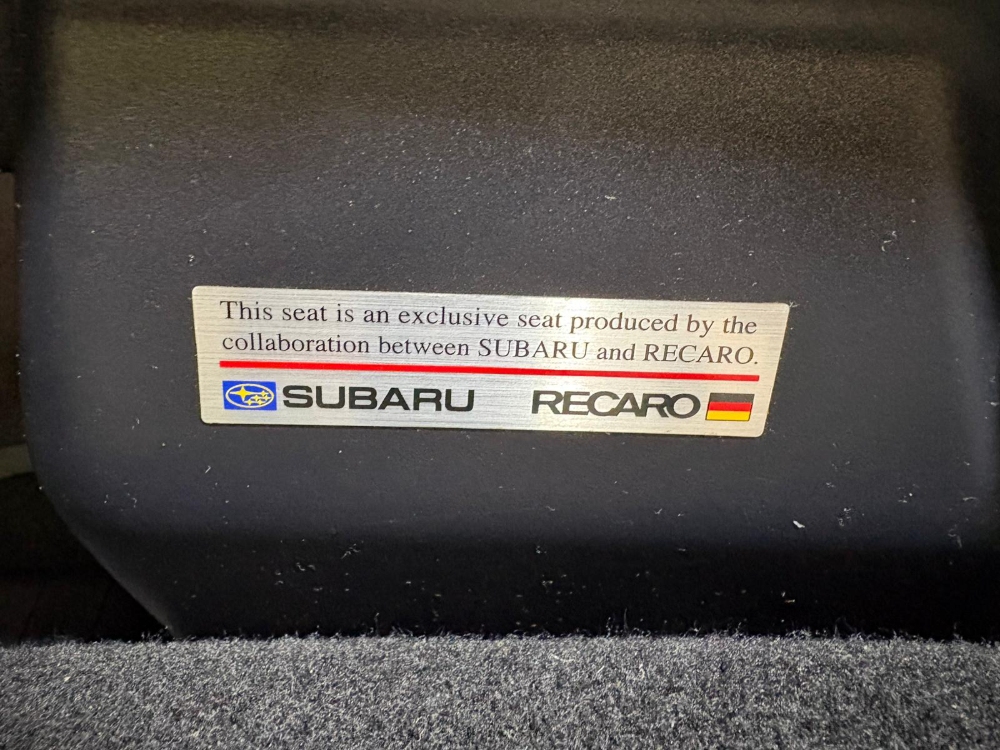 This seat is an exclusive seat produced by the
collaboration between SUBARU and RECARO.
SUBARU RECARO